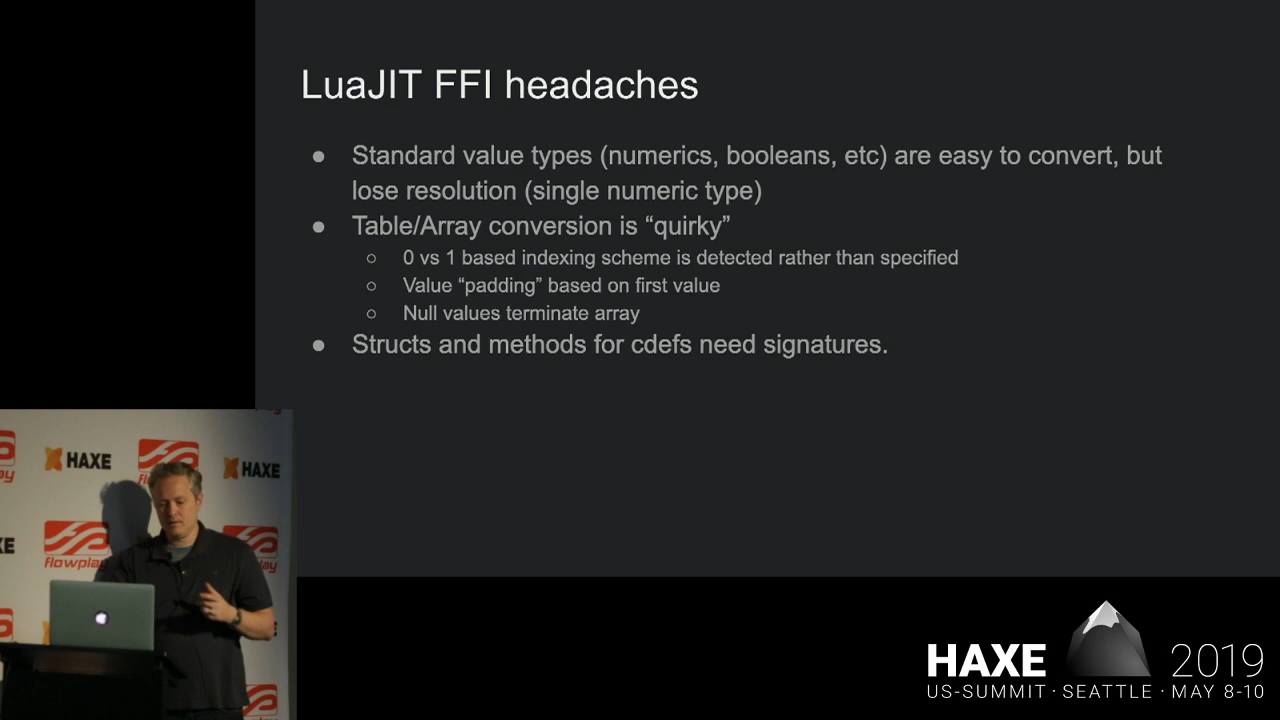 LuaJIT FFI headaches
● Standard value types (numerics, booleans, etc) are easy to convert, but
lose resolution (single numeric type)
● Table/Array conversion is “quirky”
○ 0 vs 1 based indexing scheme is detected rather than specified
○ Value “padding” based on first value
○ Null values terminate array
● Structs and methods for cdefs need signatures.
HAXE
HAXE
flowpla
HAXE 2019
US-SUMMIT · SEATTLE · MAY 8-10